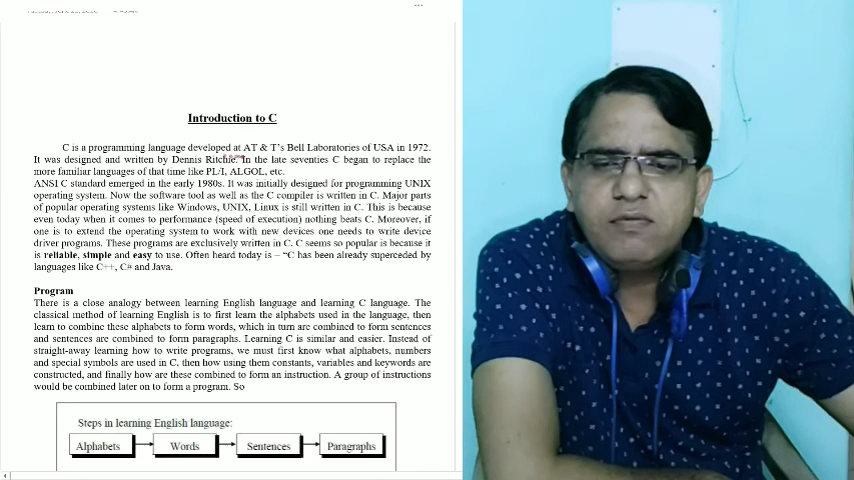 Introduction to C
C is a programming language developed at AT & T's Bell Laboratories of USA in 1972.
It was designed and written by Dennis Ritchie. In the late seventies C began to replace the
more familiar languages of that time like PL/I, ALGOL, etc.
ANSI C standard emerged in the early 1980s. It was initially designed for programming UNIX
operating system. Now the software tool as well as the C compiler is written in C. Major parts
of popular operating systems like Windows, UNIX, Linux is still written in C. This is because
even today when it comes to performance (speed of execution) nothing beats C. Moreover, if
one is to extend the operating system to work with new devices one needs to write device
driver programs. These programs are exclusively written in C. C seems so popular is because it
is reliable, simple and easy to use. Often heard today is – “C has been already superceded by
languages like C++, C# and Java.
Program
There is a close analogy between learning English language and learning C language. The
classical method of learning English is to first learn the alphabets used in the language, then
learn to combine these alphabets to form words, which in turn are combined to form sentences
and sentences are combined to form paragraphs. Learning C is similar and easier. Instead of
straight-away learning how to write programs, we must first know what alphabets, numbers
and special symbols are used in C, then how using them constants, variables and keywords are
constructed, and finally how are these combined to form an instruction. A group of instructions
would be combined later on to form a program. So
Steps in learning English language:
Alphabets Words Sentences Paragraphs